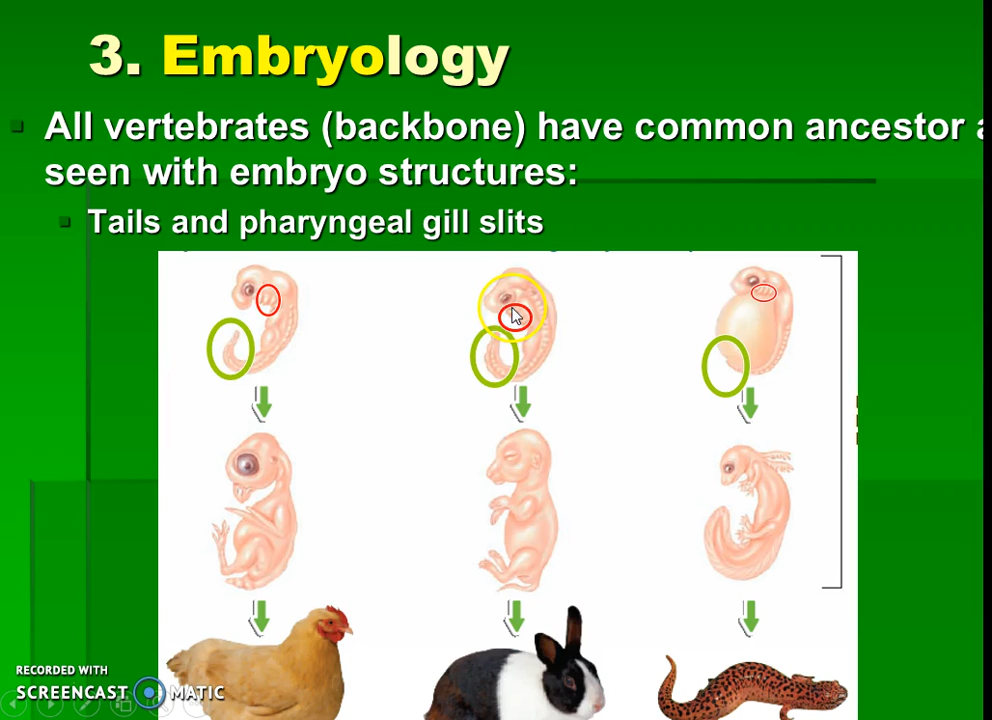 3. Embryology
All vertebrates (backbone) have common ancestor
seen with embryo structures:
Tails and pharyngeal gill slits
RECORDED WITH
SCREENCAST MATIC